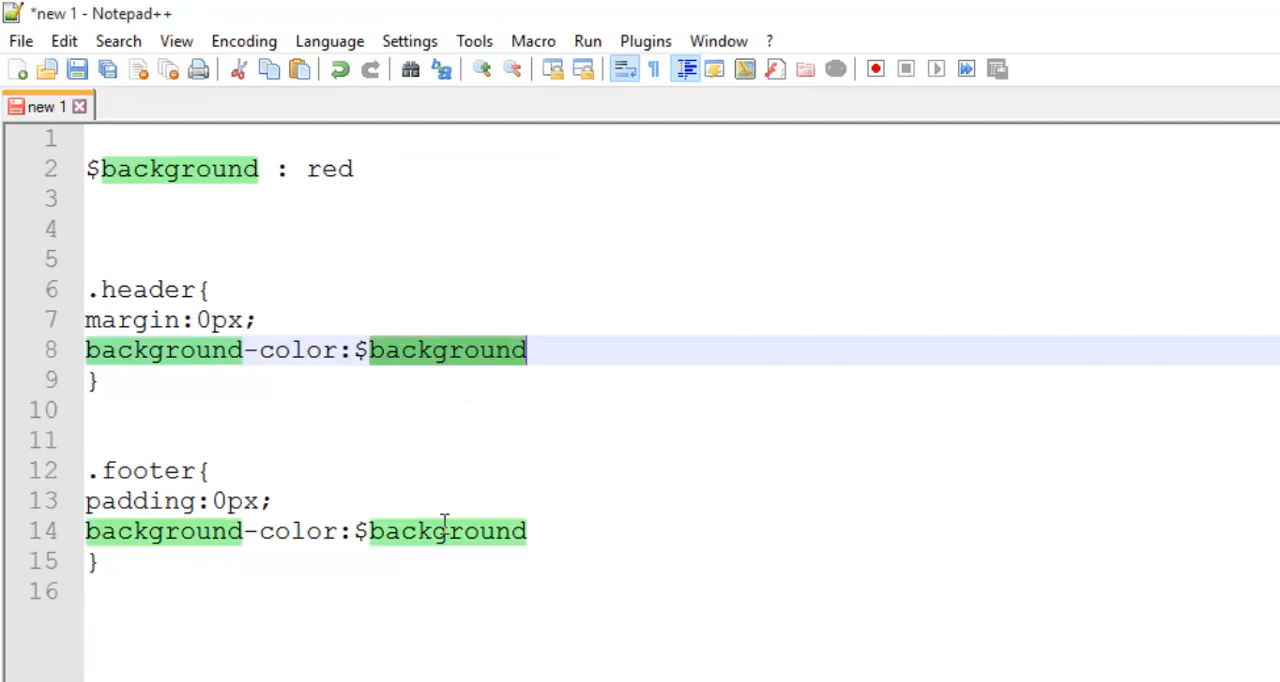 *new 1 - Notepad++
File Edit Search View Encoding Language Settings Tools Macro Run Plugins Window ?
new 1
1
2 $background : red
3
4
5
6 .header{
7 margin:0px;
8 background-color:$background
9 }
10
11
12 .footer{
13 padding:0px;
14 background-color:$background
15 }
16